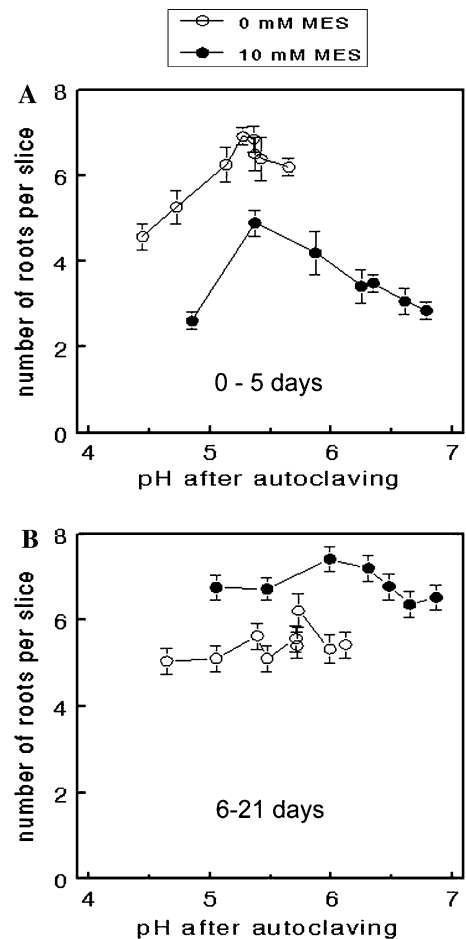 0 mM MES
10 mM MES
A
8
6
4
2
0
number of roots per slice
0 - 5 days
4 5 6 7
pH after autoclaving
B
8
6
4
2
0
number of roots per slice
6-21 days
4 5 6 7
pH after autoclaving